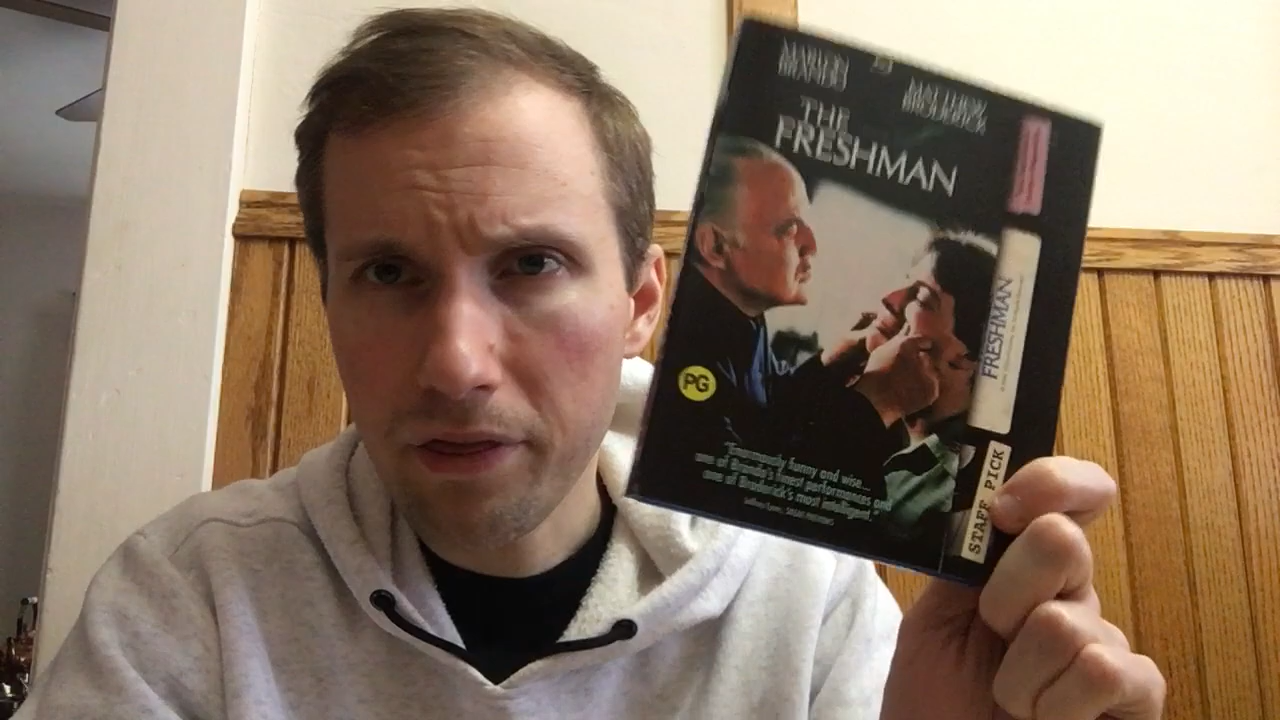 MARLON
BRANDO
MATTHEW
BRODERICK
THE
FRESHMAN
PG
FRESHMAN
"Enormously funny and wise...
one of Brando's finest performances and
one of Broderick's most intelligent."
STAFF PICK